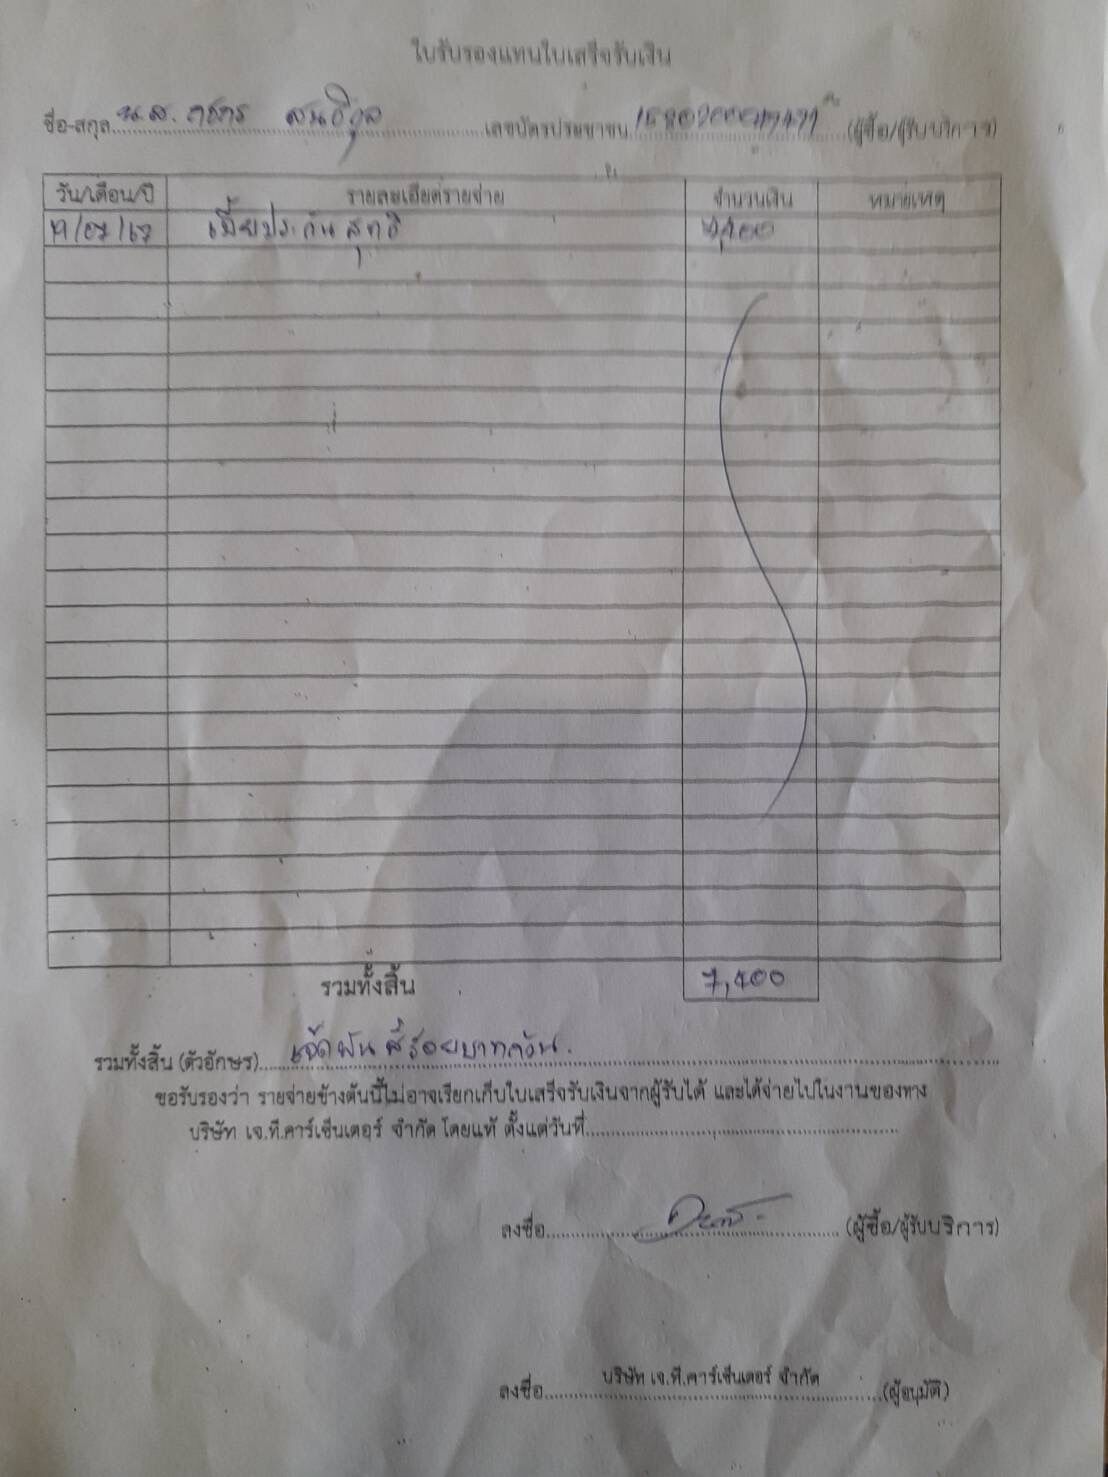 ใบรับรองแทนใบเสร็จรับเงิน
ชื่อ-สกุล น.ส. เลขบัตรประชาชน (ผู้ซื้อ/ผู้รับบริการ)
วัน/เดือน/ปี รายละเอียดรายจ่าย จำนวนเงิน หมายเหตุ
เบี้ยประกันสุทธิ 7,400
รวมทั้งสิ้น 7,400
รวมทั้งสิ้น (ตัวอักษร) เจ็ดพันสี่ร้อยบาทถ้วน.
ขอรับรองว่า รายจ่ายข้างต้นนี้ไม่อาจเรียกเก็บใบเสร็จรับเงินจากผู้รับได้ และได้จ่ายไปในงานของทาง
บริษัท เจ.ที.คาร์เซ็นเตอร์ จำกัด โดยแท้ ตั้งแต่วันที่
ลงชื่อ (ผู้ซื้อ/ผู้รับบริการ)
บริษัท เจ.ที.คาร์เซ็นเตอร์ จำกัด
ลงชื่อ (ผู้อนุมัติ)